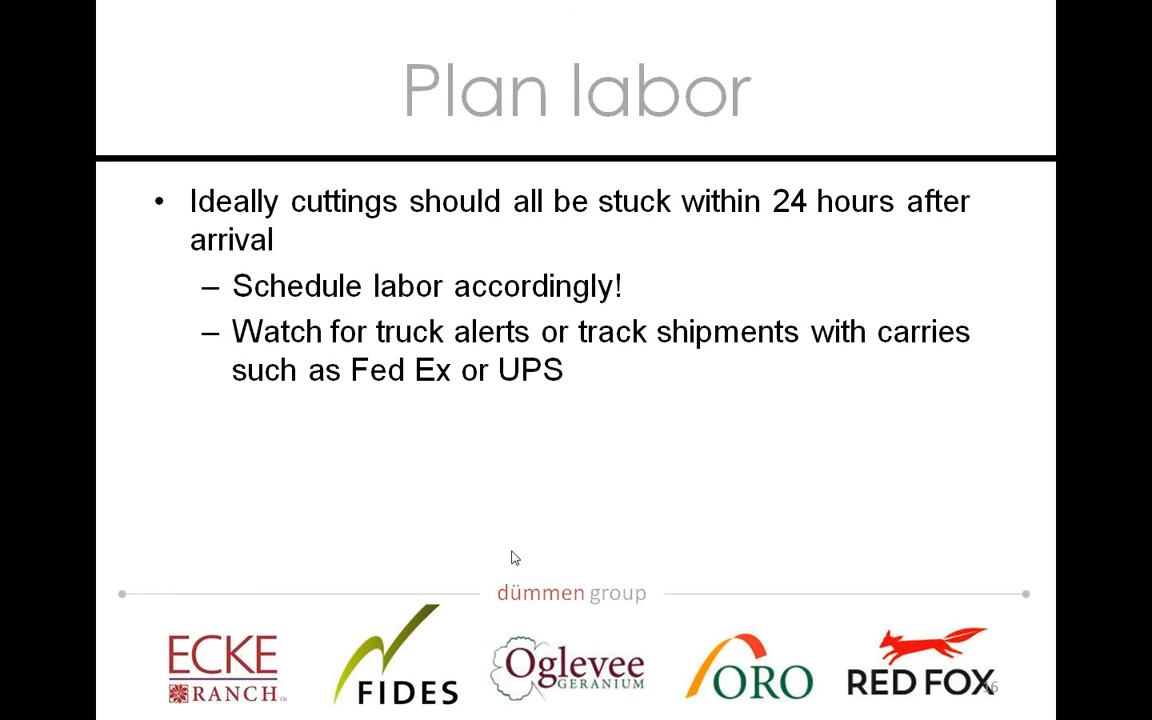 Plan labor
• Ideally cuttings should all be stuck within 24 hours after
arrival
– Schedule labor accordingly!
– Watch for truck alerts or track shipments with carries
such as Fed Ex or UPS
dümmen group
ECKE
RANCH™
FIDES
Oglevee
GERANIUM
ORO
RED FOX
16